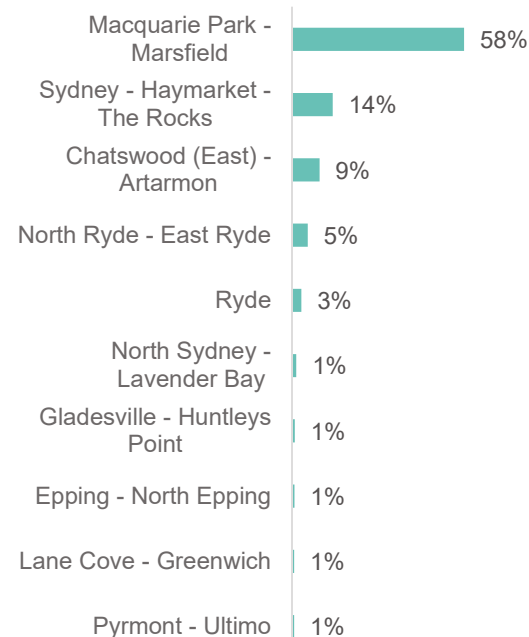 Macquarie Park -
Marsfield
58%
Sydney - Haymarket -
The Rocks
14%
Chatswood (East) -
Artarmon
9%
North Ryde - East Ryde
5%
Ryde
3%
North Sydney -
Lavender Bay
1%
Gladesville - Huntleys
Point
1%
Epping - North Epping
1%
Lane Cove - Greenwich
1%
Pyrmont - Ultimo
1%